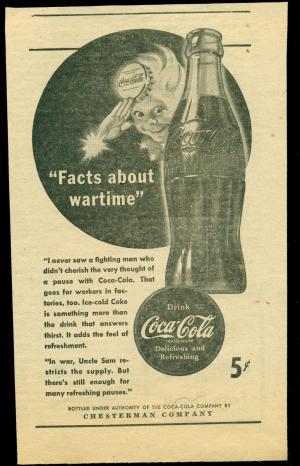 Coca-Cola
Coca-Cola
"Facts about
wartime"
"I never saw a fighting man who
didn't cherish the very thought of
a pause with Coca-Cola. That
goes for workers in fac-
tories, too. Ice-cold Coke
is something more than
the drink that answers
thirst. It adds the feel of
refreshment.
"In war, Uncle Sam re-
stricts the supply. But
there's still enough for
many refreshing pauses."
Drink
Coca-Cola
Delicious and
Refreshing
5¢
BOTTLED UNDER AUTHORITY OF THE COCA-COLA COMPANY BY
CHESTERMAN COMPANY